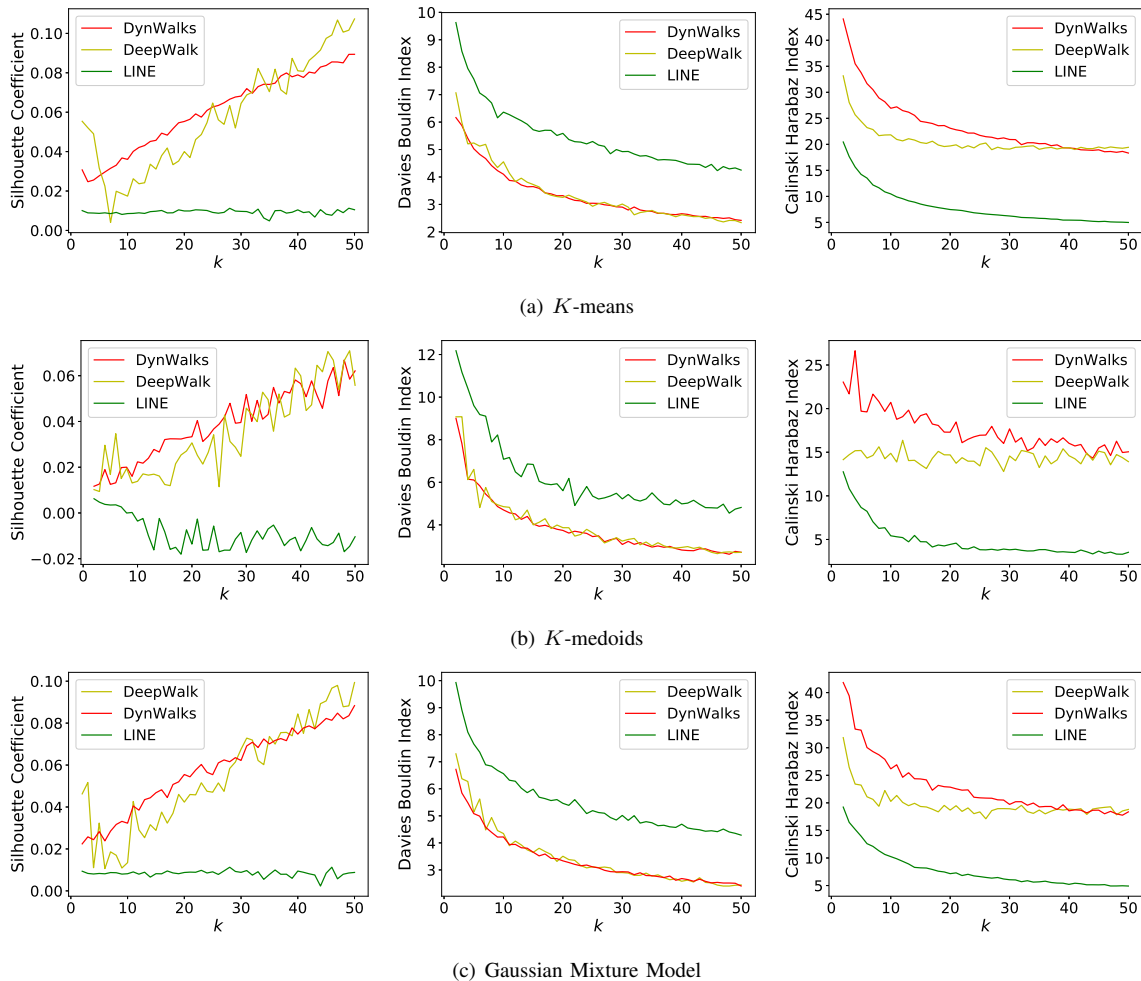 Silhouette Coefficient
0.10
0.08
0.06
0.04
0.02
0.00
DynWalks
DeepWalk
LINE
0 10 20 30 40 50
k
Davies Bouldin Index
10
9
8
7
6
5
4
3
2
DynWalks
DeepWalk
LINE
0 10 20 30 40 50
k
Calinski Harabaz Index
45
40
35
30
25
20
15
10
5
DynWalks
DeepWalk
LINE
0 10 20 30 40 50
k
(a) K-means
Silhouette Coefficient
0.06
0.04
0.02
0.00
−0.02
DynWalks
DeepWalk
LINE
0 10 20 30 40 50
k
Davies Bouldin Index
12
10
8
6
4
DynWalks
DeepWalk
LINE
0 10 20 30 40 50
k
Calinski Harabaz Index
25
20
15
10
5
DynWalks
DeepWalk
LINE
0 10 20 30 40 50
k
(b) K-medoids
Silhouette Coefficient
0.10
0.08
0.06
0.04
0.02
0.00
DeepWalk
DynWalks
LINE
0 10 20 30 40 50
k
Davies Bouldin Index
10
9
8
7
6
5
4
3
DeepWalk
DynWalks
LINE
0 10 20 30 40 50
k
Calinski Harabaz Index
40
35
30
25
20
15
10
5
DeepWalk
DynWalks
LINE
0 10 20 30 40 50
k
(c) Gaussian Mixture Model